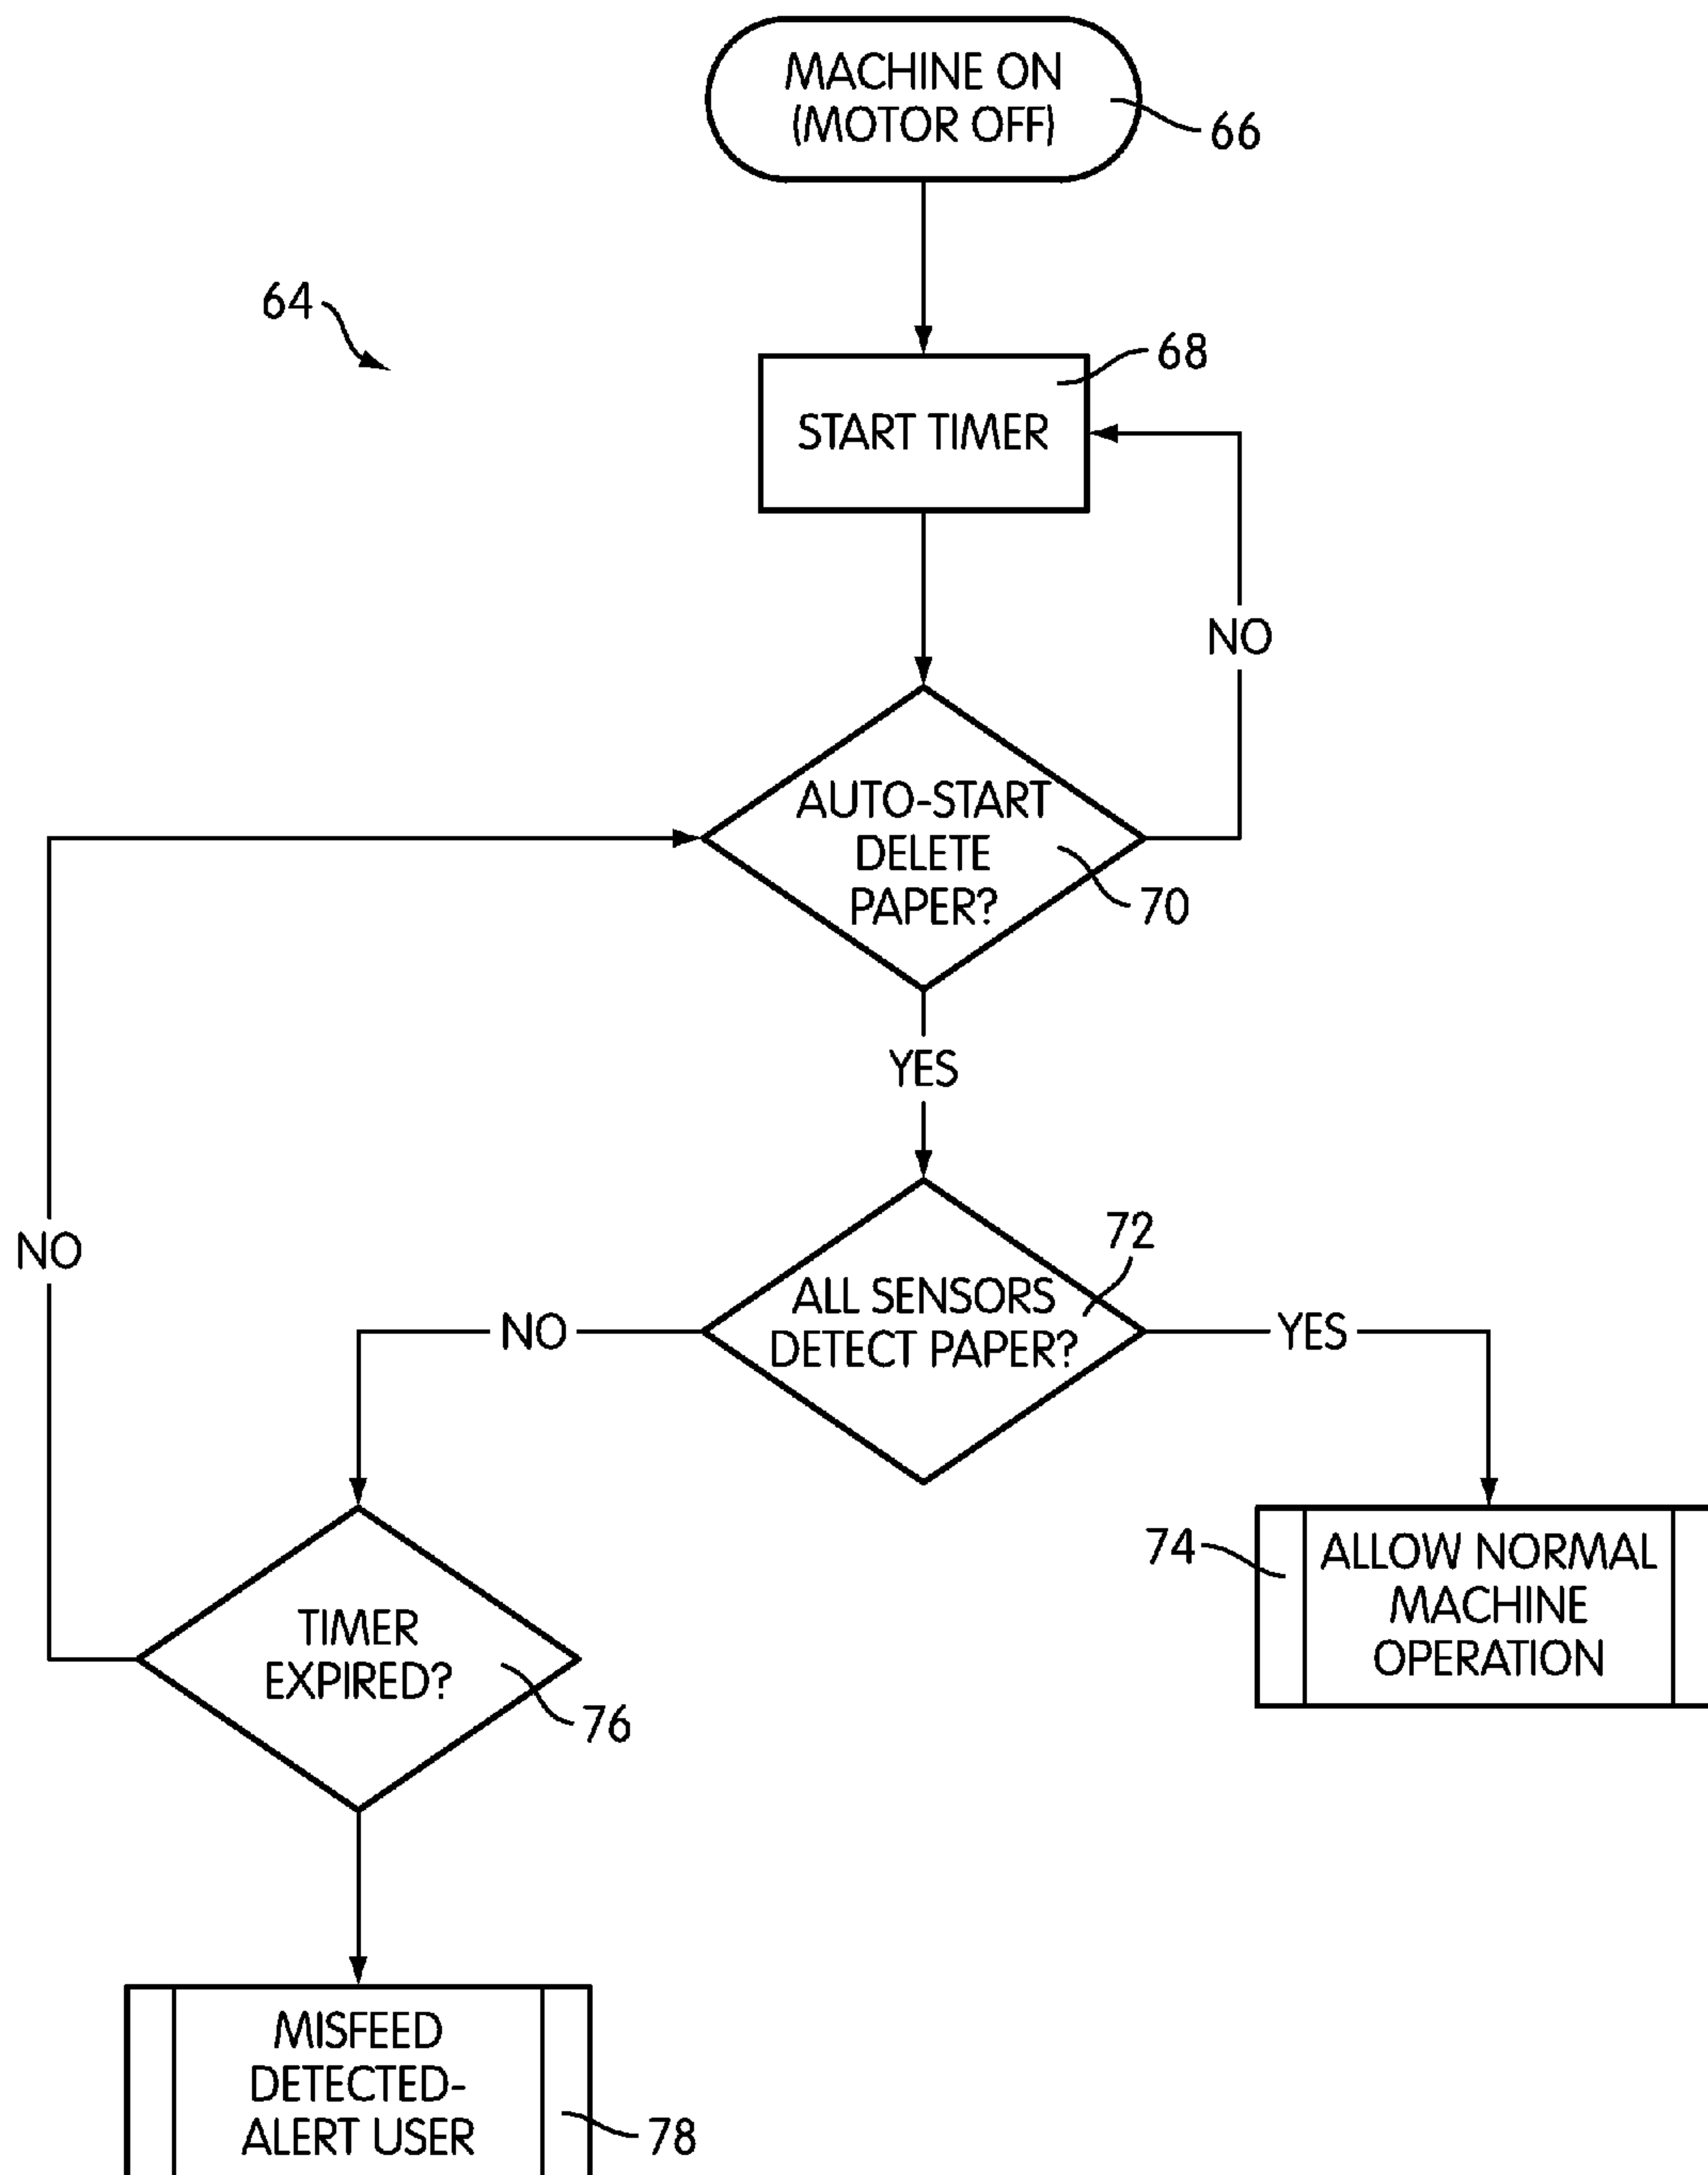 MACHINE ON
(MOTOR OFF)
66
64
68
START TIMER
NO
AUTO-START
DELETE
PAPER?
70
YES
72
NO
ALL SENSORS
DETECT PAPER?
NO
YES
74
ALLOW NORMAL
MACHINE
OPERATION
TIMER
EXPIRED?
76
MISFEED
DETECTED-
ALERT USER
78